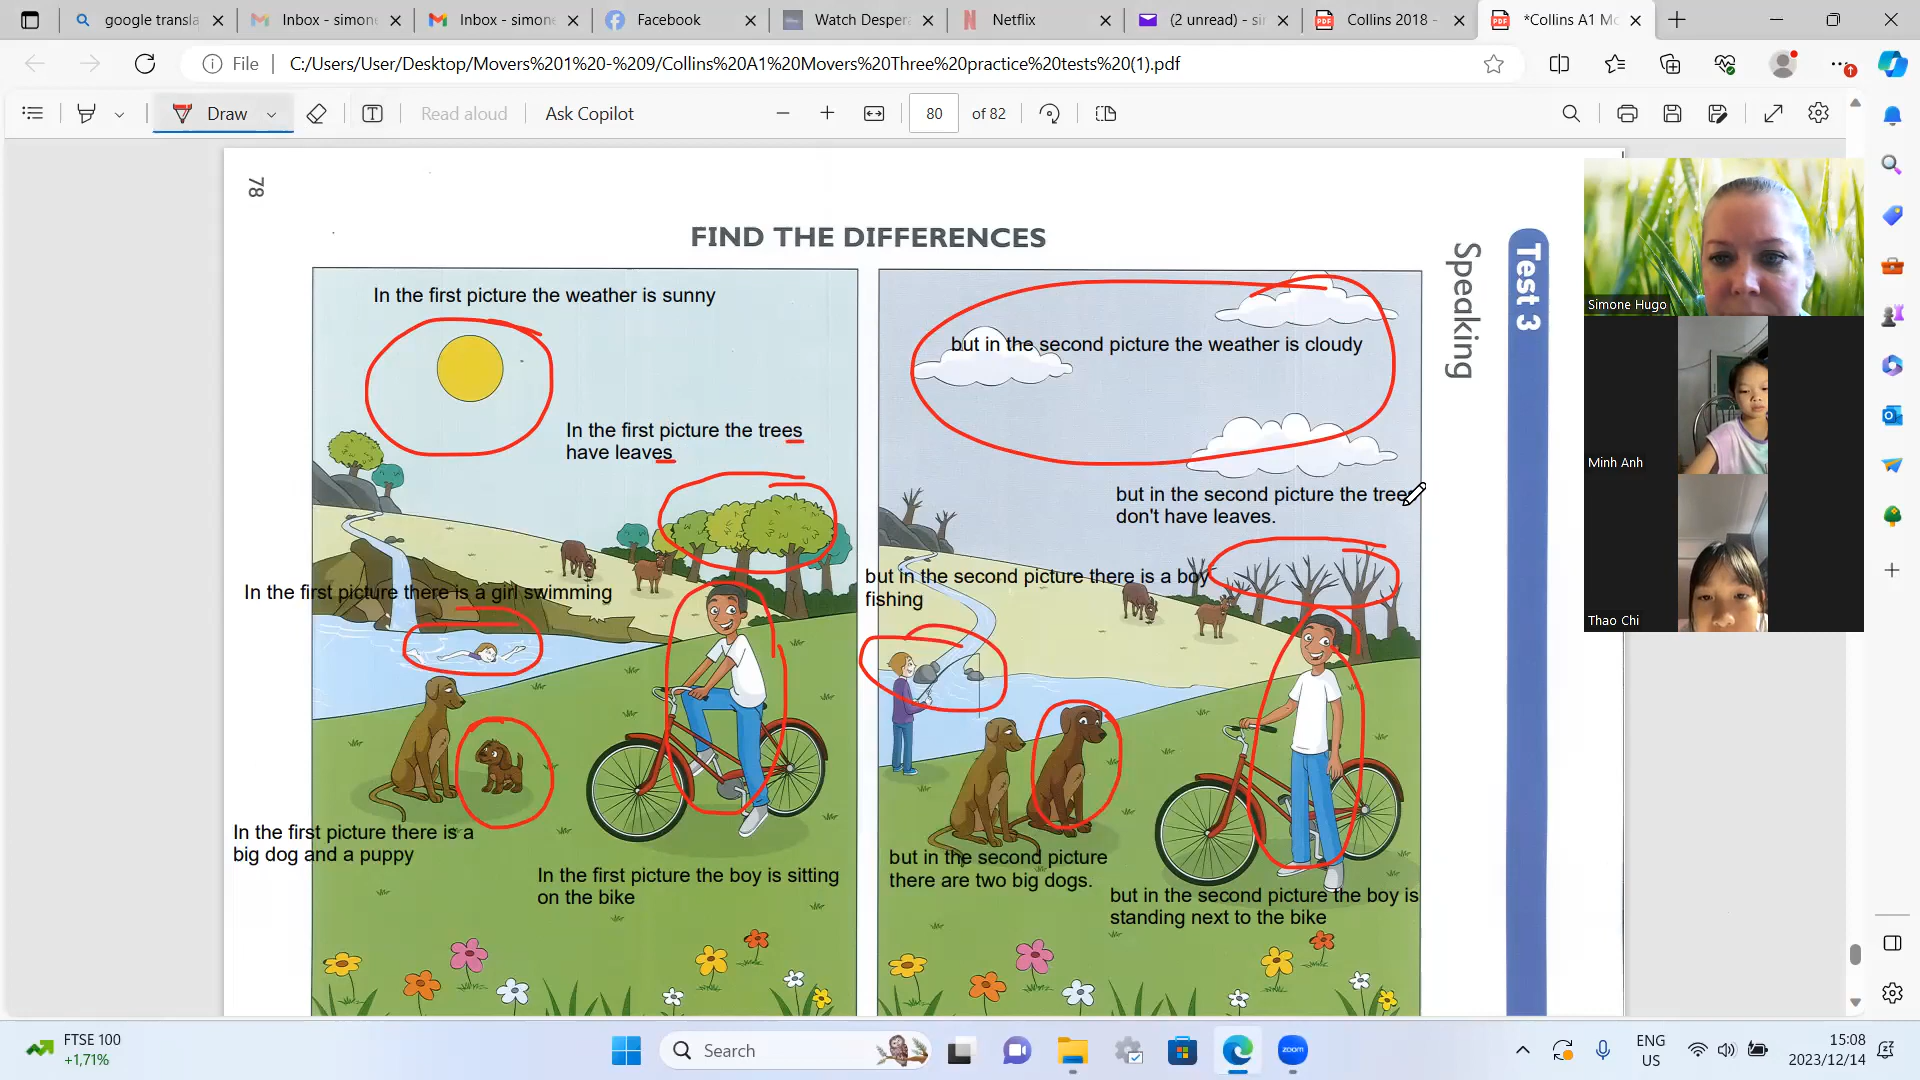 google transla
Inbox - simone
Inbox - simone
Facebook
Watch Despera
Netflix
(2 unread) - sin
Collins 2018 -
*Collins A1 Mo
File
C:/Users/User/Desktop/Movers%201%20-%209/Collins%20A1%20Movers%20Three%20practice%20tests%20(1).pdf
Draw
Read aloud
Ask Copilot
80
of 82
78
FIND THE DIFFERENCES
Test 3
Speaking
In the first picture the weather is sunny
but in the second picture the weather is cloudy
In the first picture the trees
have leaves
but in the second picture the trees
don't have leaves.
In the first picture there is a girl swimming
but in the second picture there is a boy
fishing
In the first picture there is a
big dog and a puppy
but in the second picture
there are two big dogs.
In the first picture the boy is sitting
on the bike
but in the second picture the boy is
standing next to the bike
Simone Hugo
Minh Anh
Thao Chi
FTSE 100
+1,71%
Search
zoom
ENG
US
15:08
2023/12/14